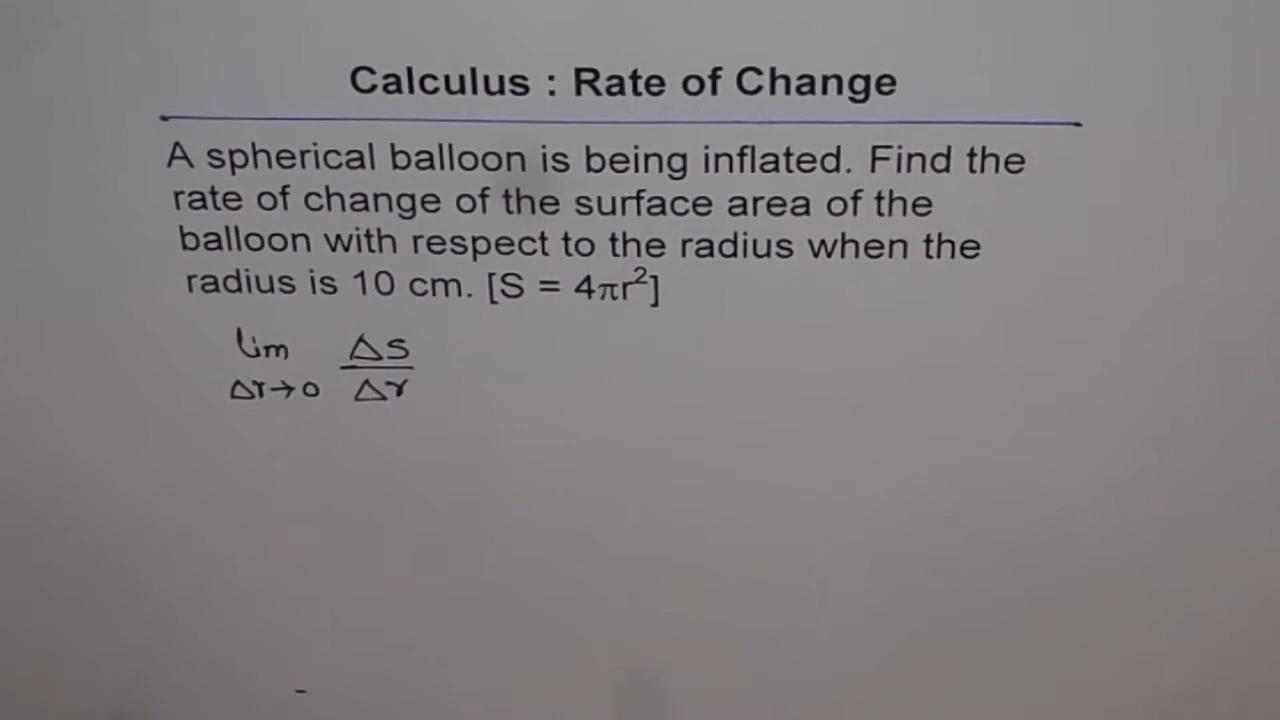 Calculus : Rate of Change
A spherical balloon is being inflated. Find the
rate of change of the surface area of the
balloon with respect to the radius when the
radius is 10 cm. [S = 4πr²]
lim ΔS
Δr→0 Δr